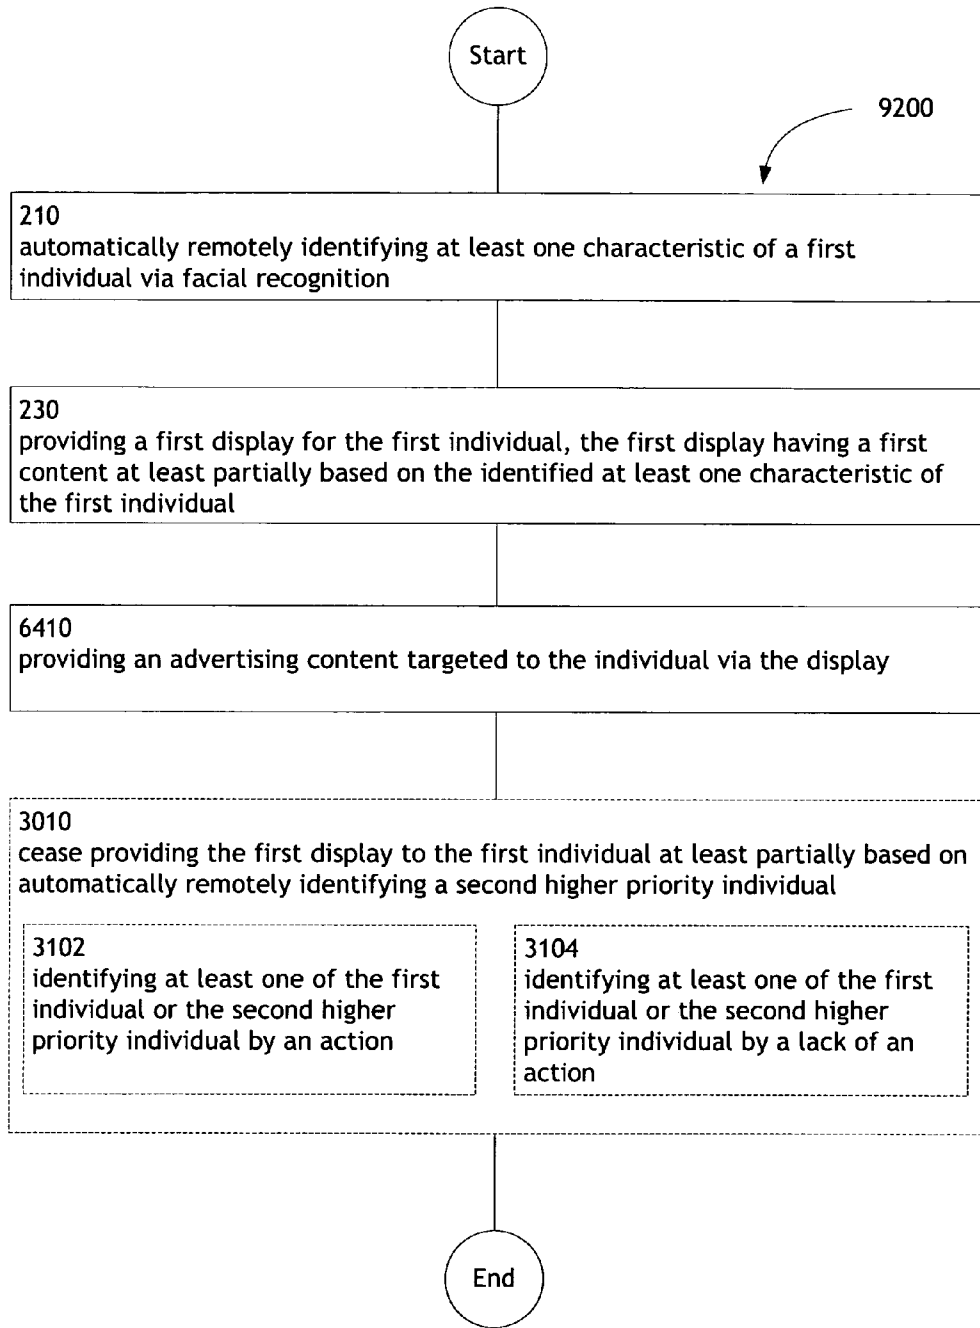 Start
9200
210
automatically remotely identifying at least one characteristic of a first
individual via facial recognition
230
providing a first display for the first individual, the first display having a first
content at least partially based on the identified at least one characteristic of
the first individual
6410
providing an advertising content targeted to the individual via the display
3010
cease providing the first display to the first individual at least partially based on
automatically remotely identifying a second higher priority individual
3102
identifying at least one of the first
individual or the second higher
priority individual by an action
3104
identifying at least one of the first
individual or the second higher
priority individual by a lack of an
action
End